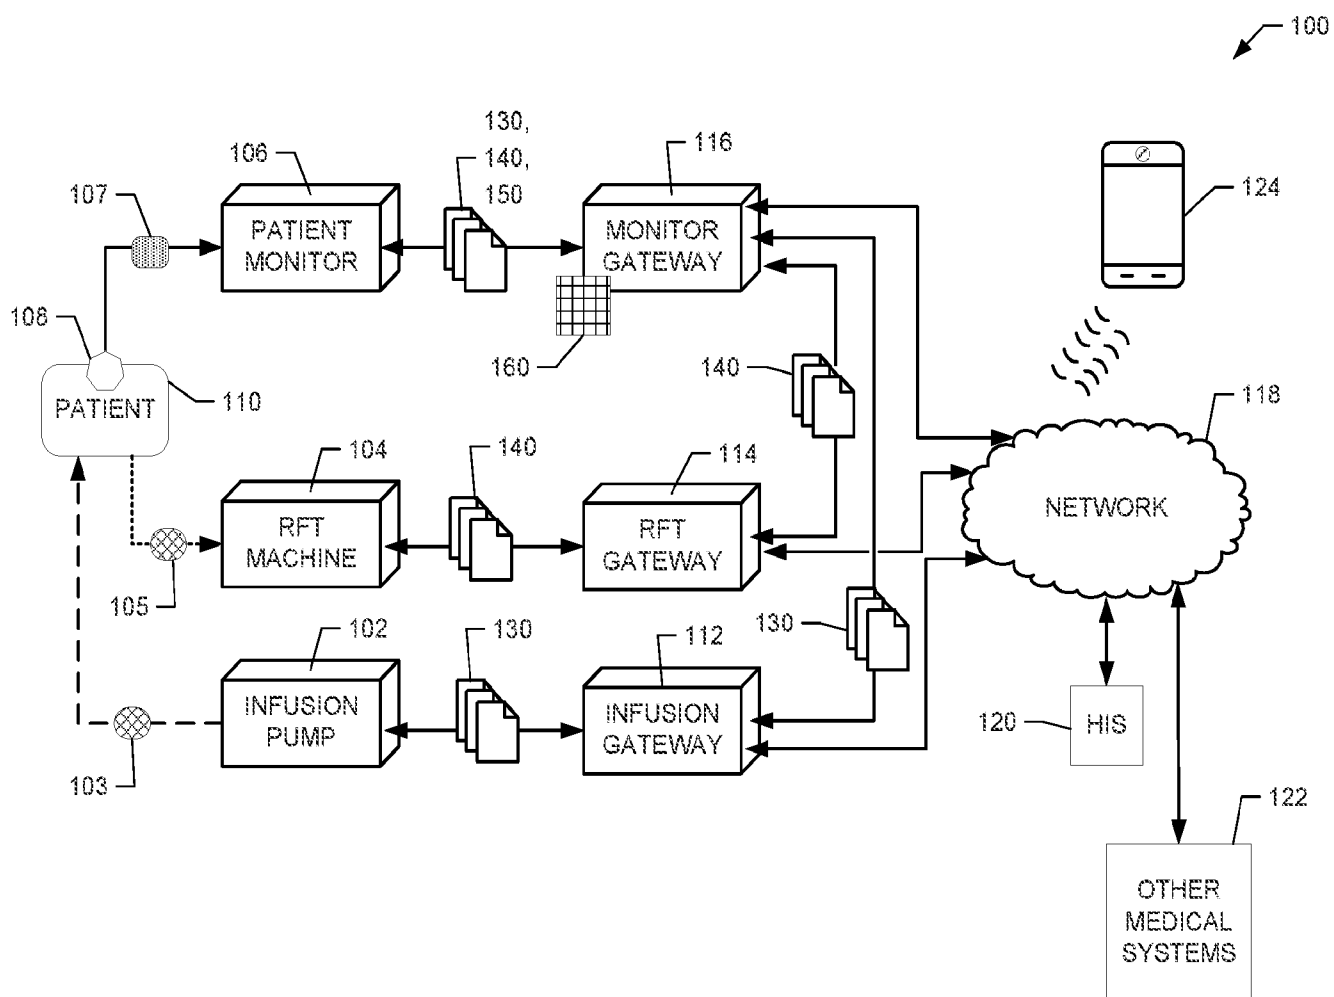 100
130,
140,
150
106
116
107
124
PATIENT
MONITOR
MONITOR
GATEWAY
108
160
140
PATIENT
110
118
104
140
114
NETWORK
RFT
MACHINE
RFT
GATEWAY
105
102
130
112
130
INFUSION
PUMP
INFUSION
GATEWAY
120
HIS
103
122
OTHER
MEDICAL
SYSTEMS